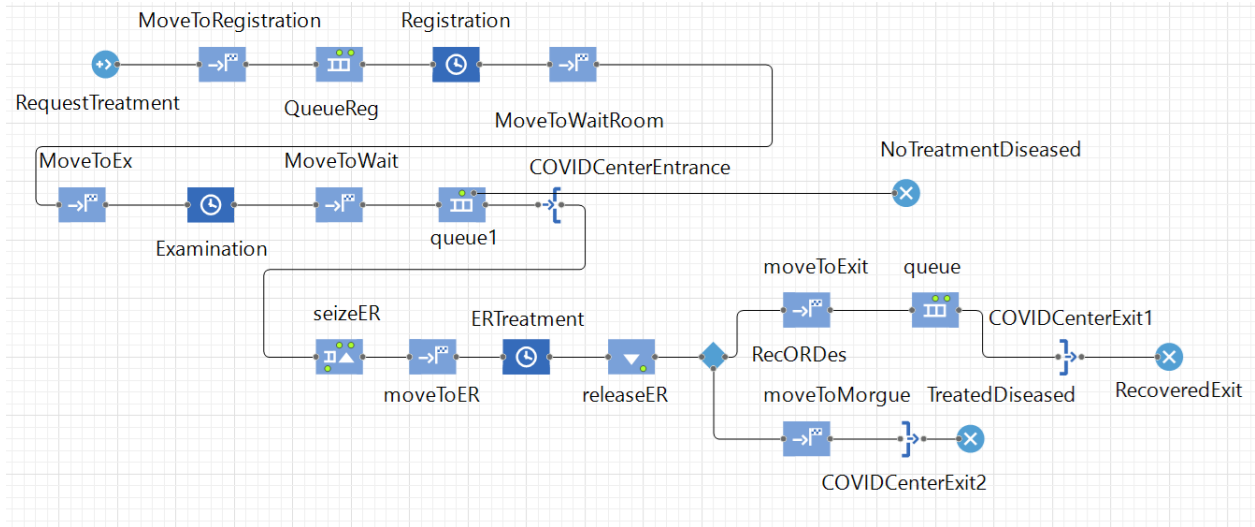 MoveToRegistration
Registration
RequestTreatment
QueueReg
MoveToWaitRoom
MoveToEx
MoveToWait
COVIDCenterEntrance
NoTreatmentDiseased
Examination
queue1
moveToExit
queue
seizeER
ERTreatment
COVIDCenterExit1
RecORDes
moveToER
releaseER
moveToMorgue
TreatedDiseased
RecoveredExit
COVIDCenterExit2